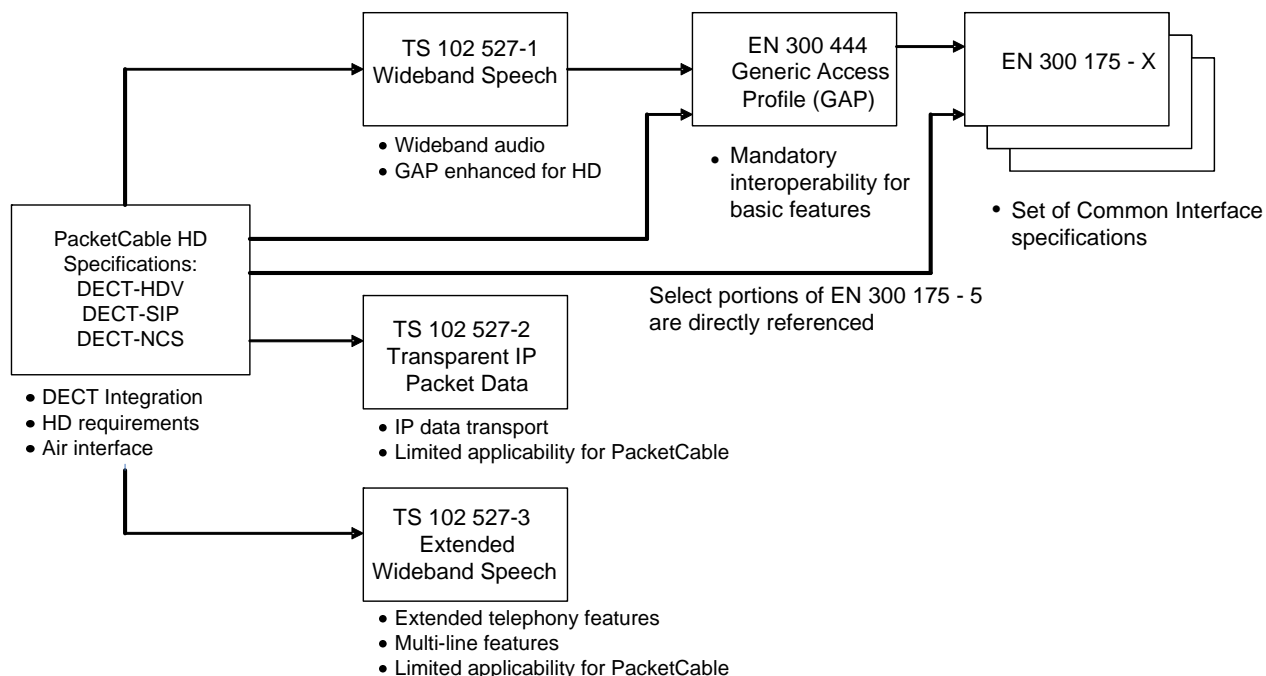 TS 102 527-1
Wideband Speech
• Wideband audio
• GAP enhanced for HD
EN 300 444
Generic Access
Profile (GAP)
• Mandatory
interoperability for
basic features
EN 300 175 - X
• Set of Common Interface
specifications
PacketCable HD
Specifications:
DECT-HDV
DECT-SIP
DECT-NCS
• DECT Integration
• HD requirements
• Air interface
Select portions of EN 300 175 - 5
are directly referenced
TS 102 527-2
Transparent IP
Packet Data
• IP data transport
• Limited applicability for PacketCable
TS 102 527-3
Extended
Wideband Speech
• Extended telephony features
• Multi-line features
• Limited applicability for PacketCable